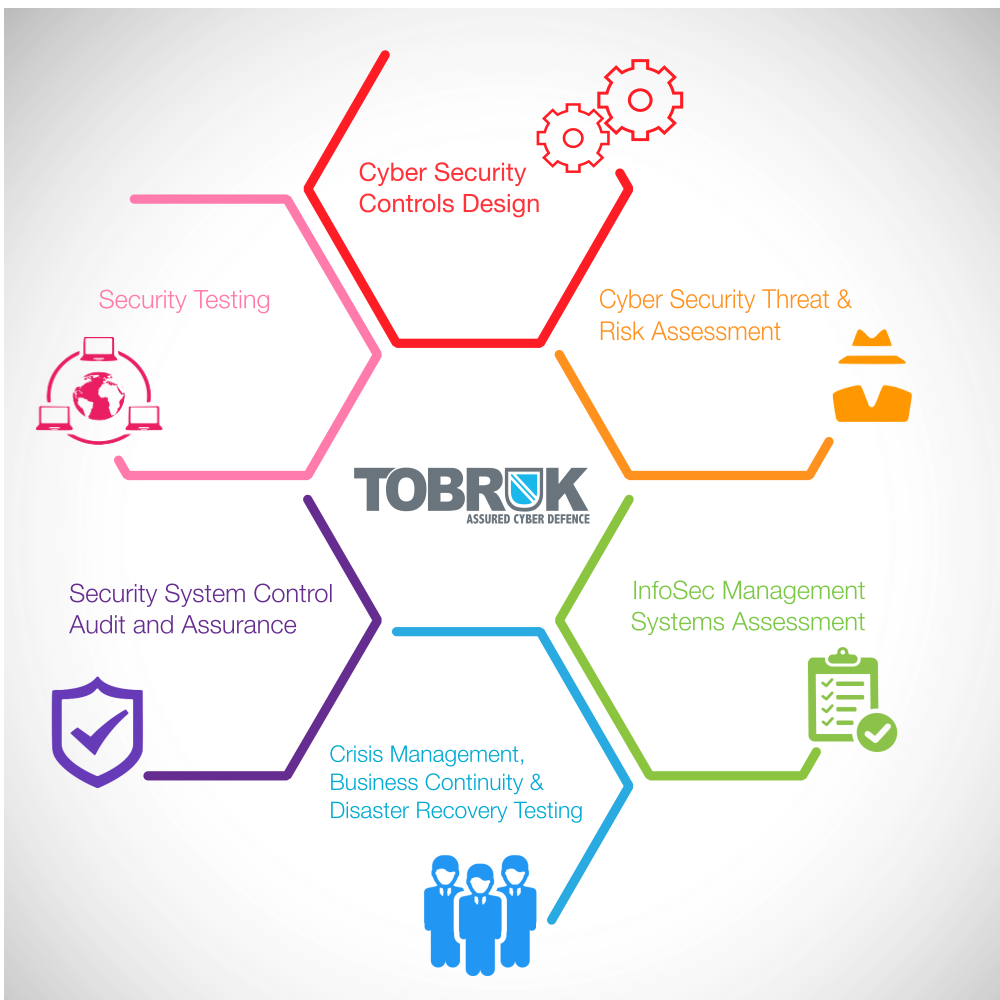 Cyber Security
Controls Design
Security Testing
Cyber Security Threat &
Risk Assessment
TOBRUK
ASSURED CYBER DEFENCE
Security System Control
Audit and Assurance
InfoSec Management
Systems Assessment
Crisis Management,
Business Continuity &
Disaster Recovery Testing